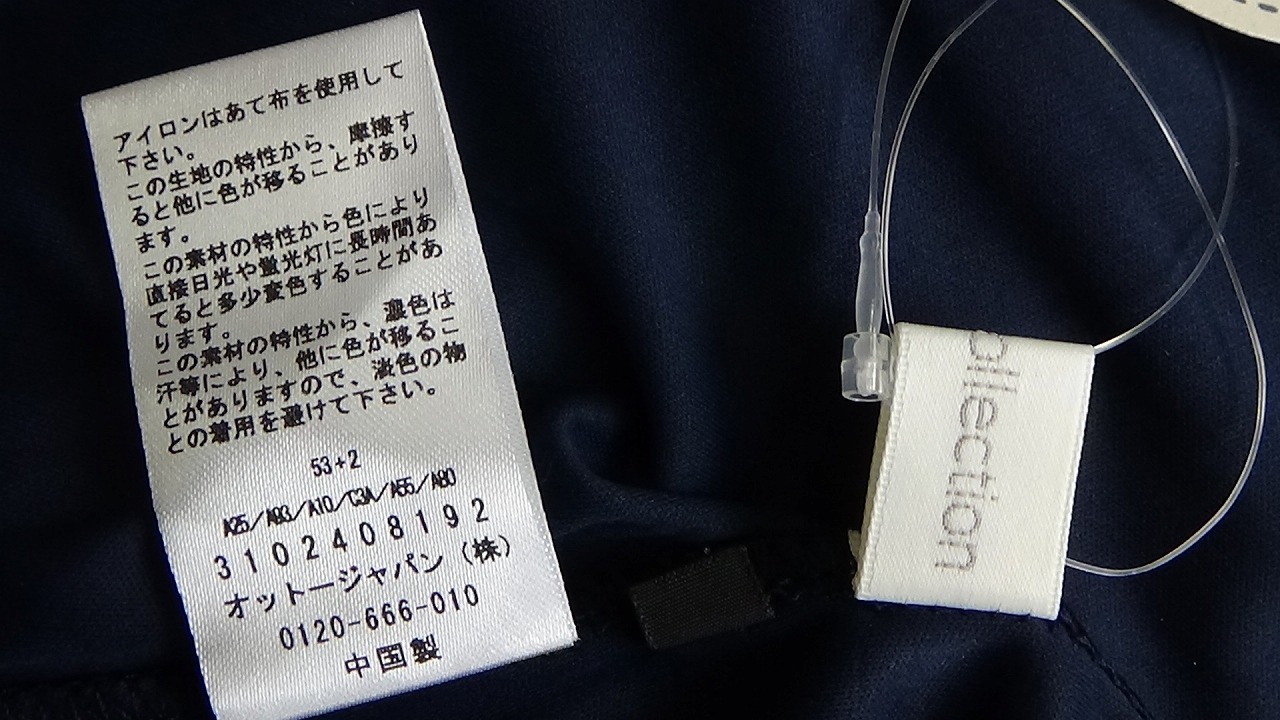 アイロンはあて布を使用して
下さい。
この生地の特性から、摩擦す
ると他に色が移ることがあり
ます。
この素材の特性から色により
直接日光や蛍光灯に長時間あ
てると多少変色することがあ
ります。
この素材の特性から、濃色は
汗等により、他に色が移るこ
とがありますので、淡色の物
との着用を避けて下さい。
53+2
A25/A93/A10/C3A/A55/A80
3102408192
オットージャパン（株）
0120-666-010
中国製
ollection